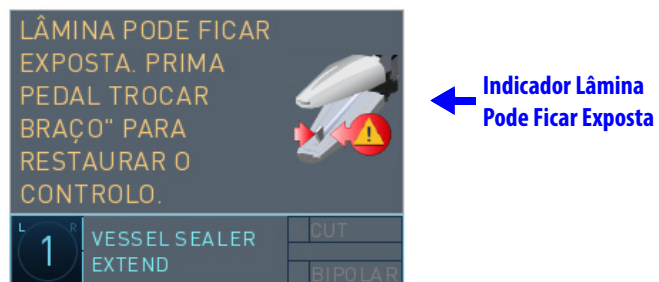 LÂMINA PODE FICAR
EXPOSTA. PRIMA
PEDAL TROCAR
BRAÇO" PARA
RESTAURAR O
CONTROLO.
Indicador Lâmina
Pode Ficar Exposta
L 1 R
VESSEL SEALER
EXTEND
CUT
BIPOLAR